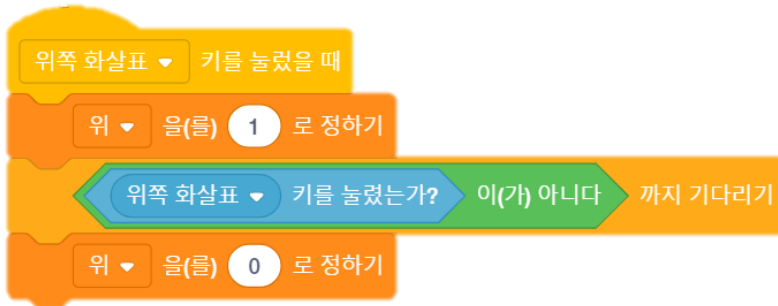 위쪽 화살표 키를 눌렀을 때
위 을(를) 1 로 정하기
위쪽 화살표 키를 눌렸는가? 이(가) 아니다 까지 기다리기
위 을(를) 0 로 정하기